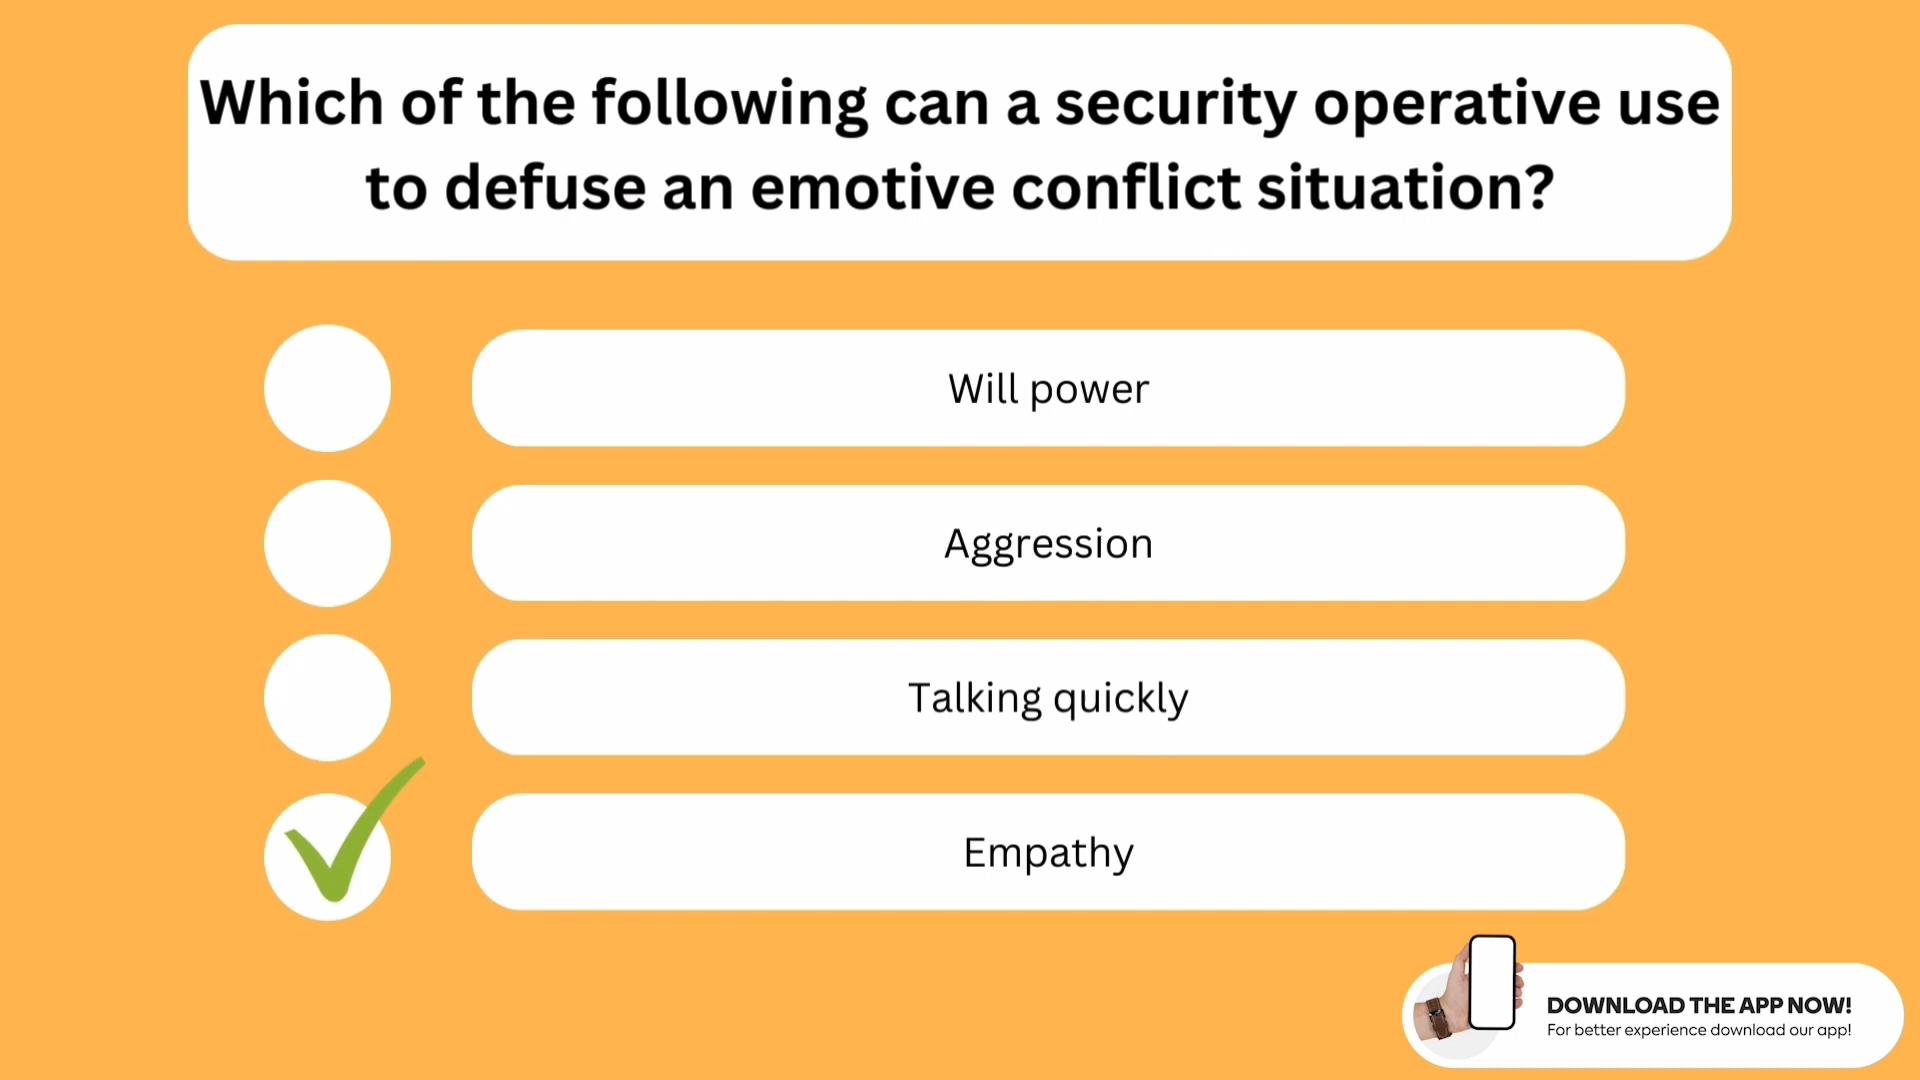 Which of the following can a security operative use
to defuse an emotive conflict situation?
Will power
Aggression
Talking quickly
Empathy
DOWNLOAD THE APP NOW!
For better experience download our app!